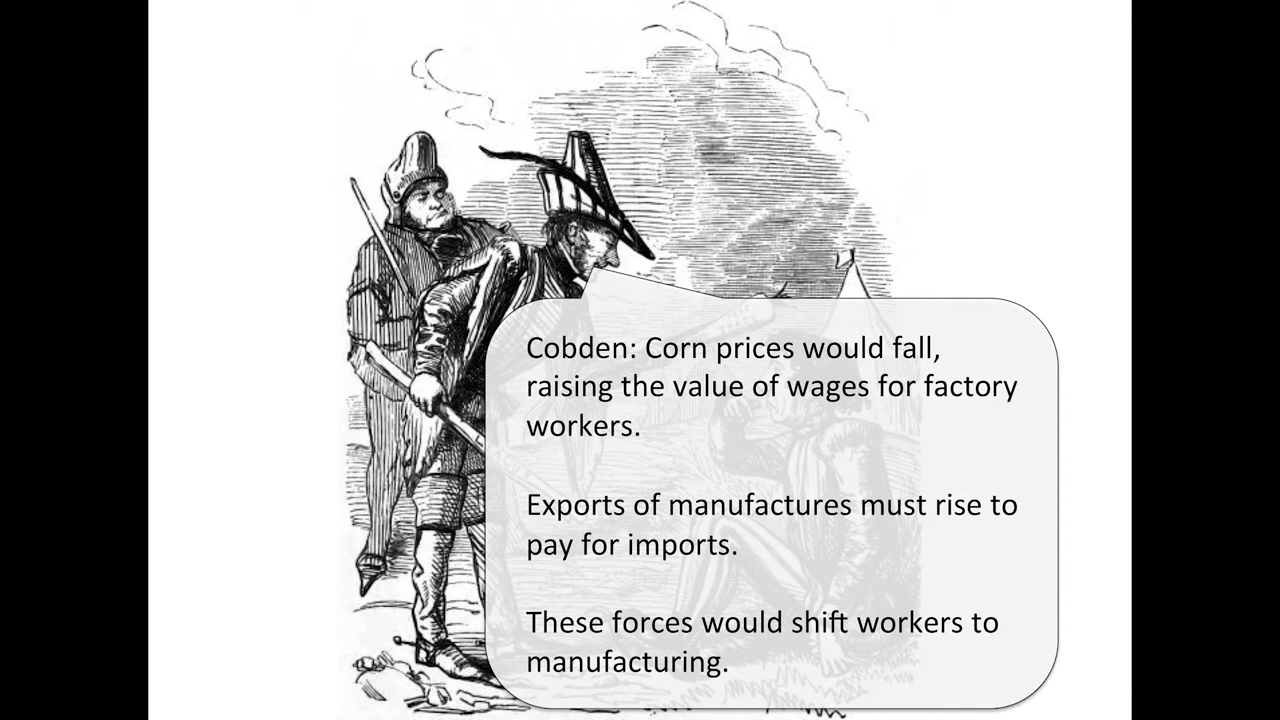 Cobden: Corn prices would fall,
raising the value of wages for factory
workers.
Exports of manufactures must rise to
pay for imports.
These forces would shift workers to
manufacturing.